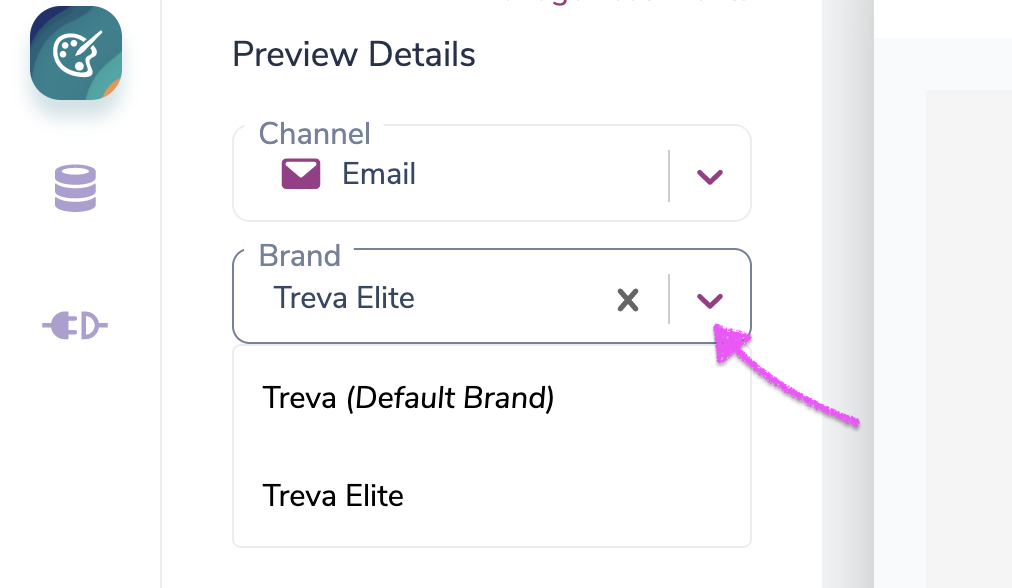 Preview Details
Channel
Email
Brand
Treva Elite
Treva (Default Brand)
Treva Elite